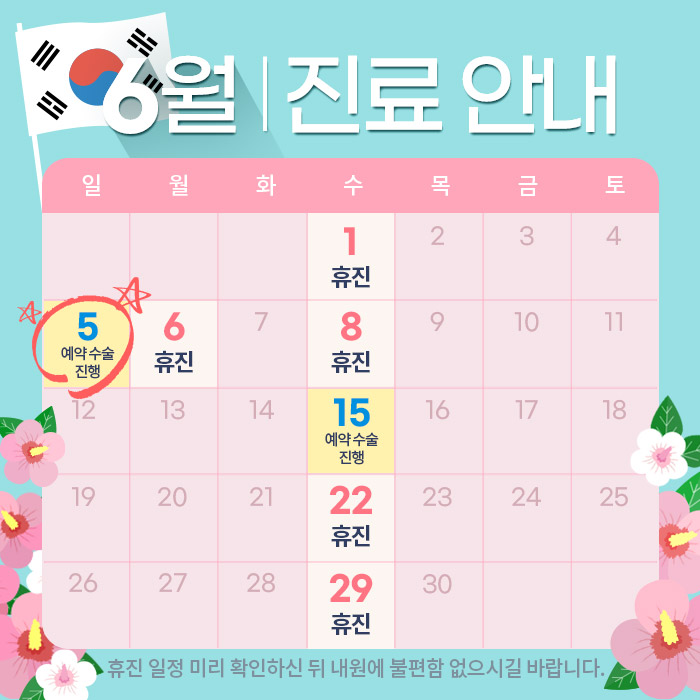 6월 | 진료 안내
일 월 화 수 목 금 토
1 2 3 4
휴진
5 6 7 8 9 10 11
예약 수술
진행
휴진
휴진
12 13 14 15 16 17 18
예약 수술
진행
19 20 21 22 23 24 25
휴진
26 27 28 29 30
휴진
휴진 일정 미리 확인하신 뒤 내원에 불편함 없으시길 바랍니다.